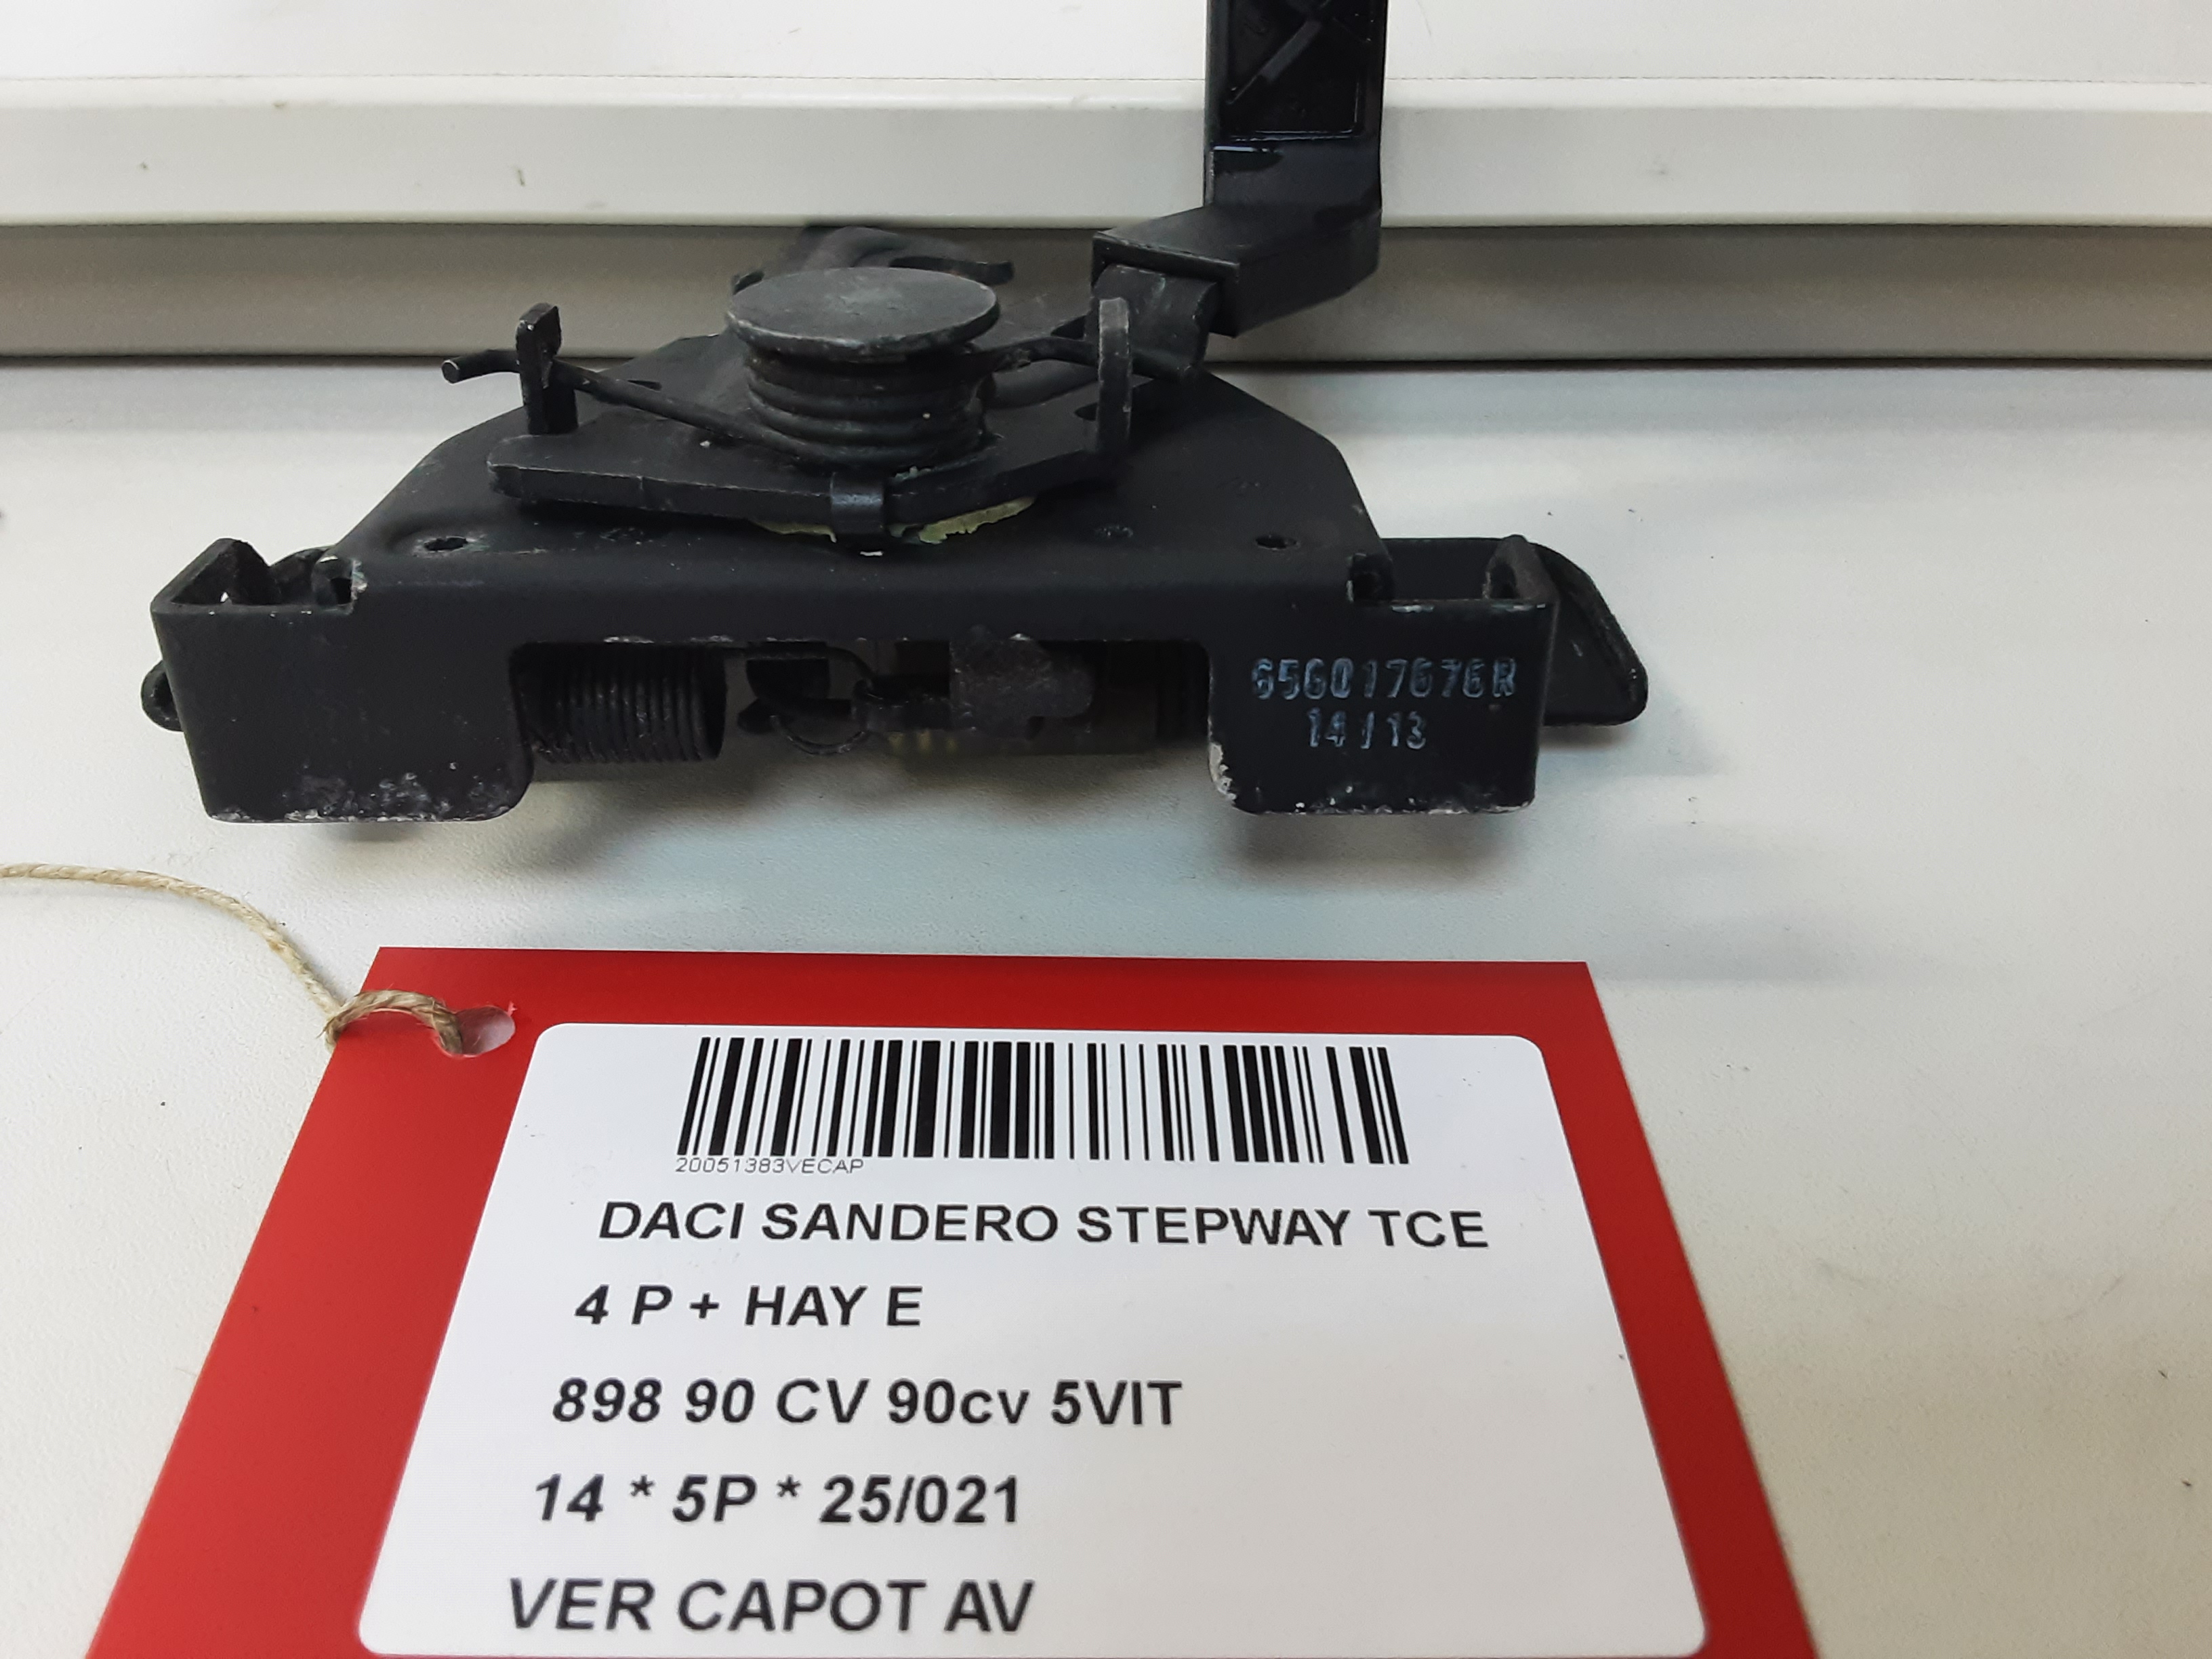 656017676R
14/13
20051383VECAP
DACI SANDERO STEPWAY TCE
4 P + HAY E
898 90 CV 90cv 5VIT
14 * 5P * 25/021
VER CAPOT AV